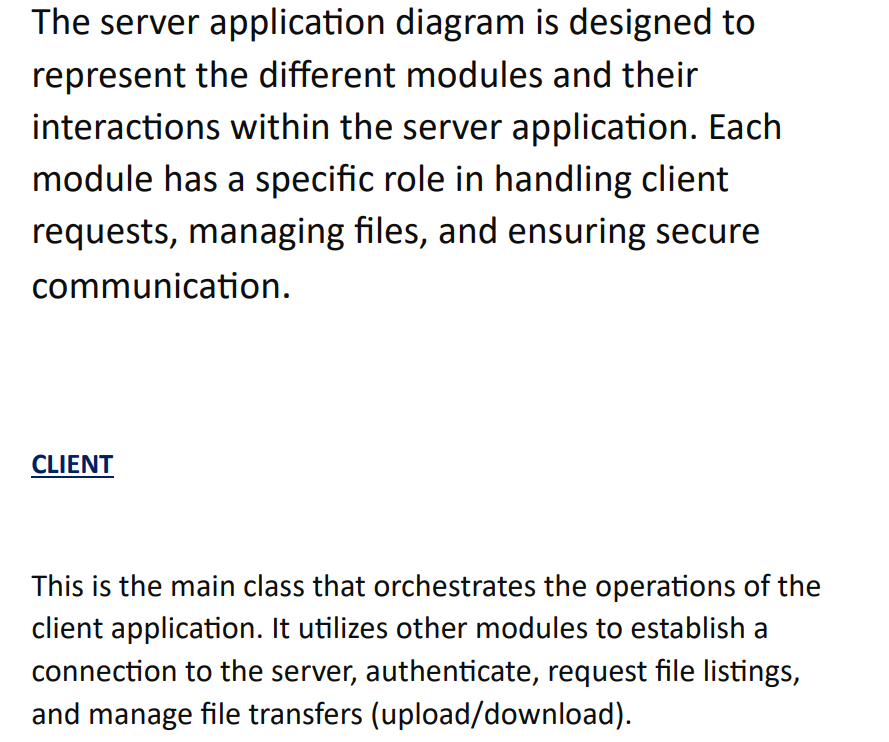 The server application diagram is designed to
represent the different modules and their
interactions within the server application. Each
module has a specific role in handling client
requests, managing files, and ensuring secure
communication.
CLIENT
This is the main class that orchestrates the operations of the
client application. It utilizes other modules to establish a
connection to the server, authenticate, request file listings,
and manage file transfers (upload/download).